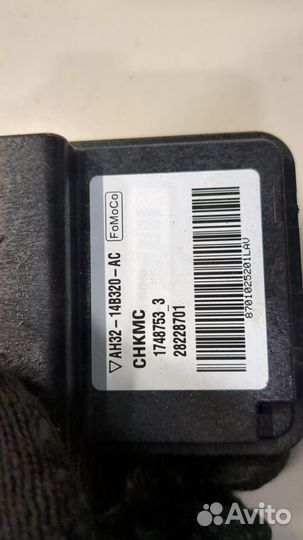 FoMoCo
▽AH32-14B320-AC
CHKMC
1748753 3
28228701
8701025201LAV
Avito